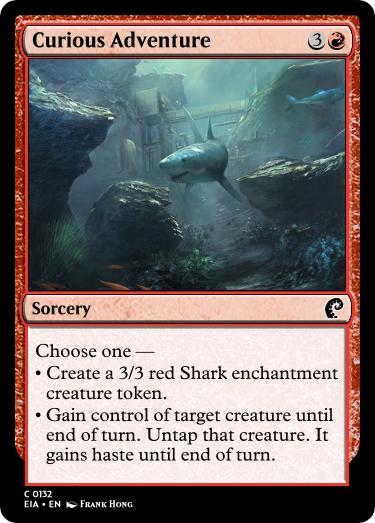 Curious Adventure 3
Sorcery
Choose one —
• Create a 3/3 red Shark enchantment
creature token.
• Gain control of target creature until
end of turn. Untap that creature. It
gains haste until end of turn.
C 0132
EIA • EN Frank Hong